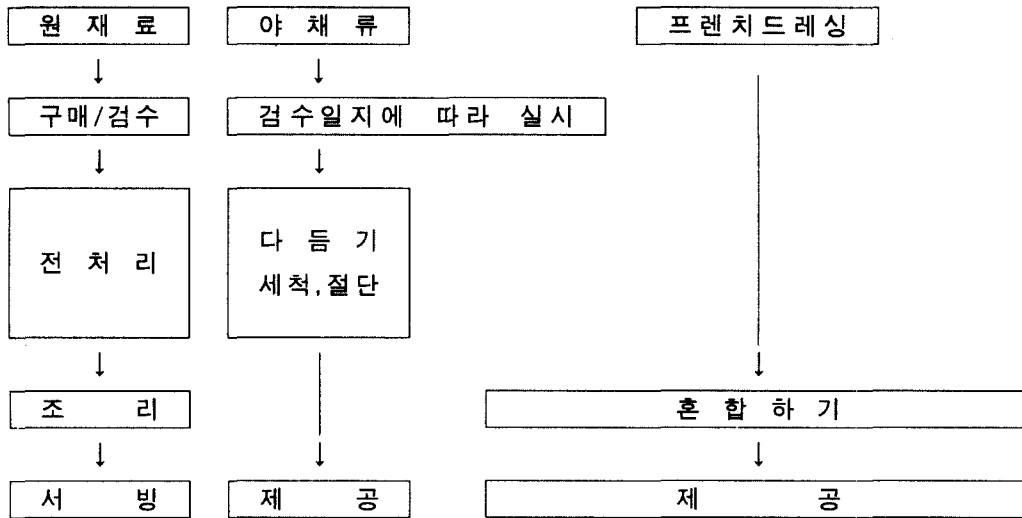 원재료 야채류 프렌치드레싱
↓ ↓
구매/검수 검수일지에 따라 실시
↓ ↓
다듬기
전처리
세척,절단
↓ ↓
조리 혼합하기
↓ ↓ ↓
서빙 제공 제공